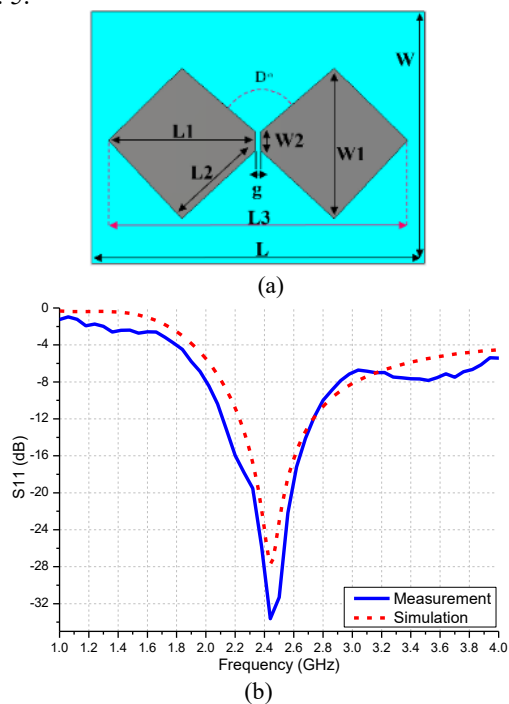 W
D°
L1
W2
W1
L2
g
L3
L
(a)
0
-4
-8
-12
-16
-20
-24
-28
-32
S11 (dB)
Measurement
Simulation
1.0 1.2 1.4 1.6 1.8 2.0 2.2 2.4 2.6 2.8 3.0 3.2 3.4 3.6 3.8 4.0
Frequency (GHz)
(b)